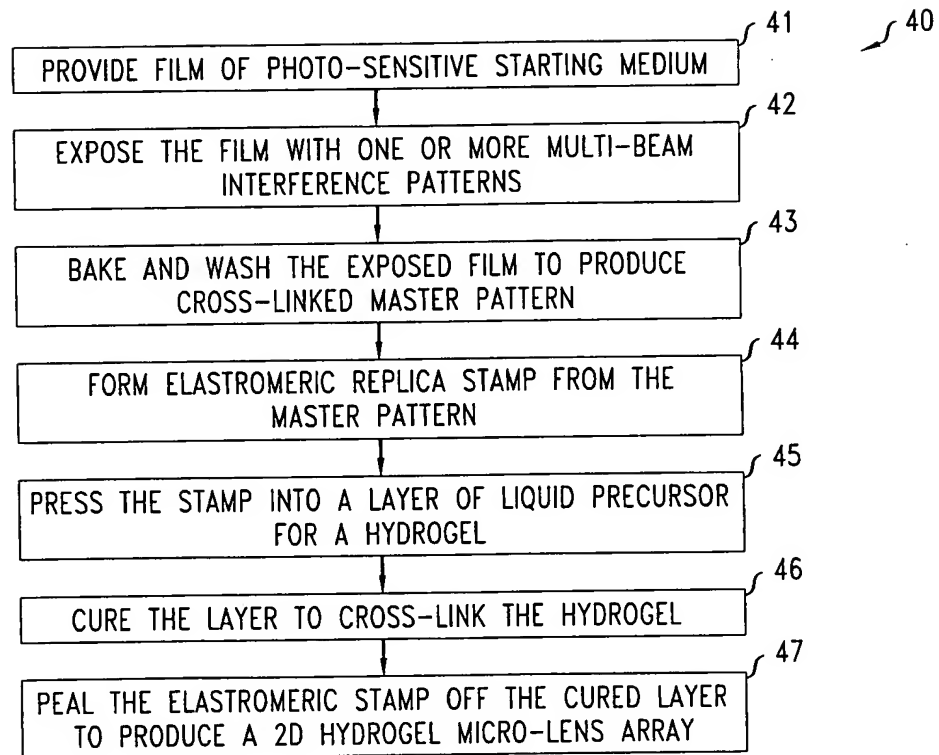 41
40
PROVIDE FILM OF PHOTO-SENSITIVE STARTING MEDIUM
42
EXPOSE THE FILM WITH ONE OR MORE MULTI-BEAM
INTERFERENCE PATTERNS
43
BAKE AND WASH THE EXPOSED FILM TO PRODUCE
CROSS-LINKED MASTER PATTERN
44
FORM ELASTROMERIC REPLICA STAMP FROM THE
MASTER PATTERN
45
PRESS THE STAMP INTO A LAYER OF LIQUID PRECURSOR
FOR A HYDROGEL
46
CURE THE LAYER TO CROSS-LINK THE HYDROGEL
47
PEAL THE ELASTROMERIC STAMP OFF THE CURED LAYER
TO PRODUCE A 2D HYDROGEL MICRO-LENS ARRAY